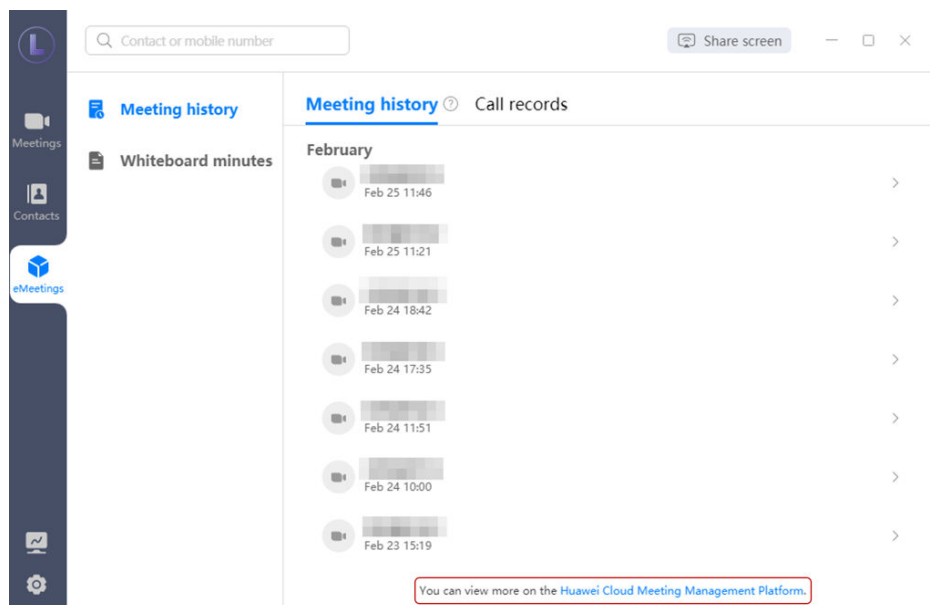 L
Contact or mobile number
Share screen
Meetings
Contacts
eMeetings
Meeting history
Whiteboard minutes
Meeting history ? Call records
February
Feb 25 11:46
Feb 25 11:21
Feb 24 18:42
Feb 24 17:35
Feb 24 11:51
Feb 24 10:00
Feb 23 15:19
You can view more on the Huawei Cloud Meeting Management Platform.